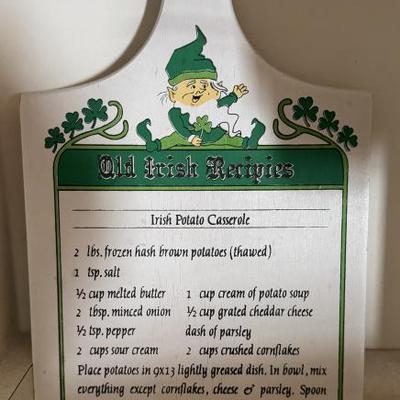 Old Irish Recipies
Irish Potato Casserole
2 lbs. frozen hash brown potatoes (thawed)
1 tsp. salt
½ cup melted butter 1 cup cream of potato soup
2 tbsp. minced onion ½ cup grated cheddar cheese
½ tsp. pepper dash of parsley
2 cups sour cream 2 cups crushed cornflakes
Place potatoes in 9x13 lightly greased dish. In bowl, mix
everything except cornflakes, cheese & parsley. Spoon